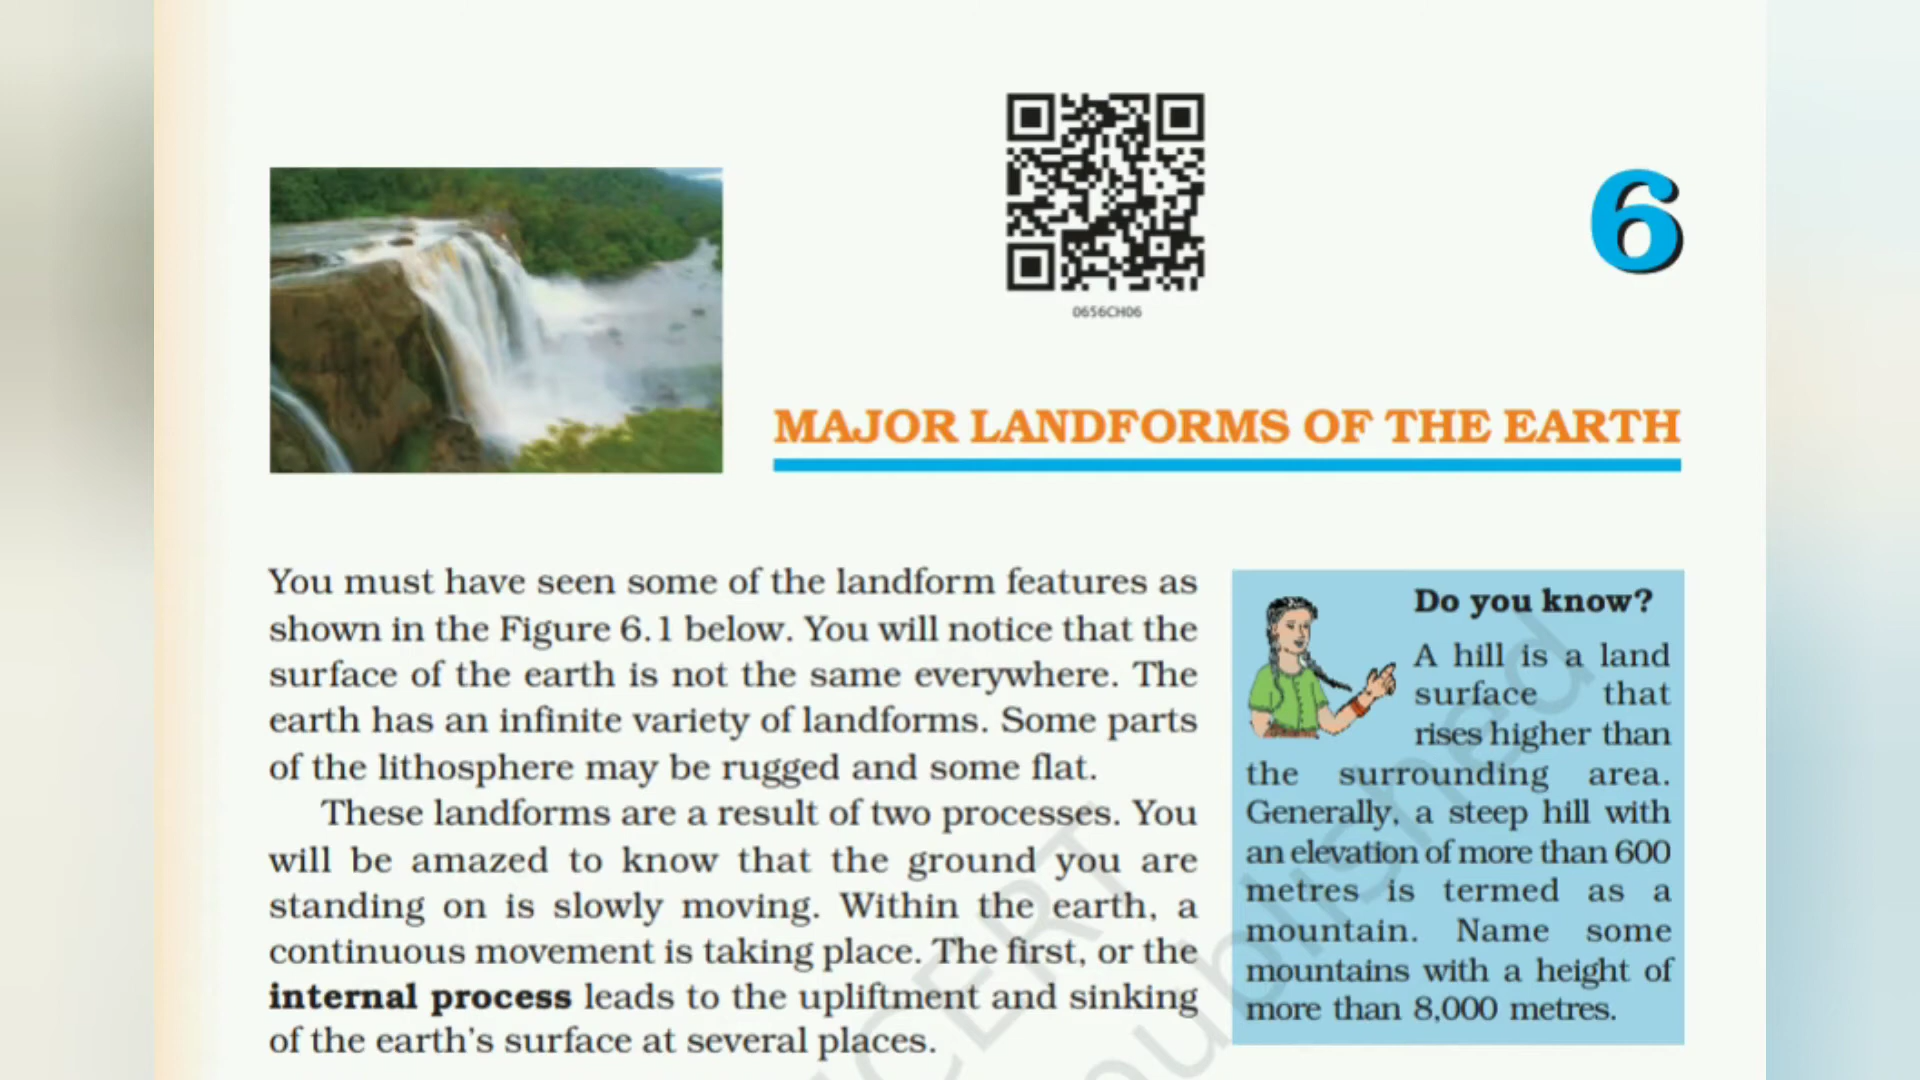 0656CH06
6
MAJOR LANDFORMS OF THE EARTH
You must have seen some of the landform features as
shown in the Figure 6.1 below. You will notice that the
surface of the earth is not the same everywhere. The
earth has an infinite variety of landforms. Some parts
of the lithosphere may be rugged and some flat.
These landforms are a result of two processes. You
will be amazed to know that the ground you are
standing on is slowly moving. Within the earth, a
continuous movement is taking place. The first, or the
internal process leads to the upliftment and sinking
of the earth's surface at several places.
Do you know?
A hill is a land
surface that
rises higher than
the surrounding area.
Generally, a steep hill with
an elevation of more than 600
metres is termed as a
mountain. Name some
mountains with a height of
more than 8,000 metres.
NCERT
published